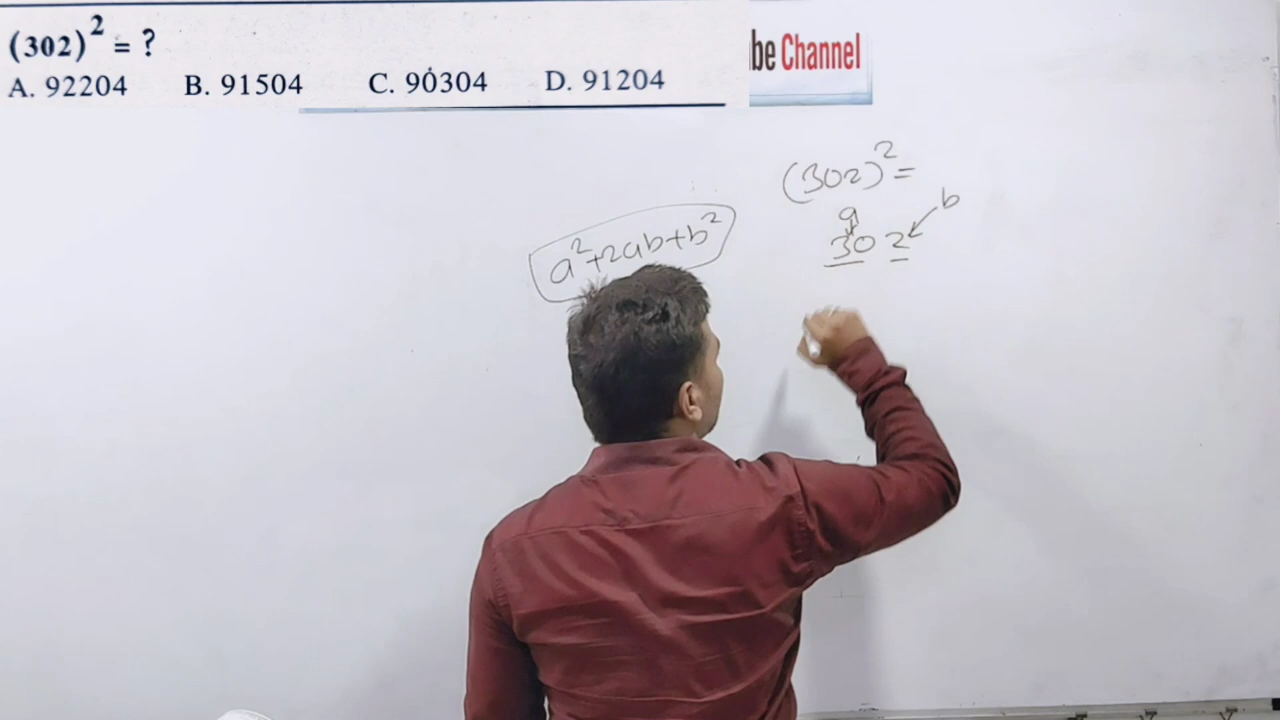 (302)² = ?
A. 92204 B. 91504 C. 90304 D. 91204
be Channel
(302)² =
a b
30 2
a²+2ab+b²